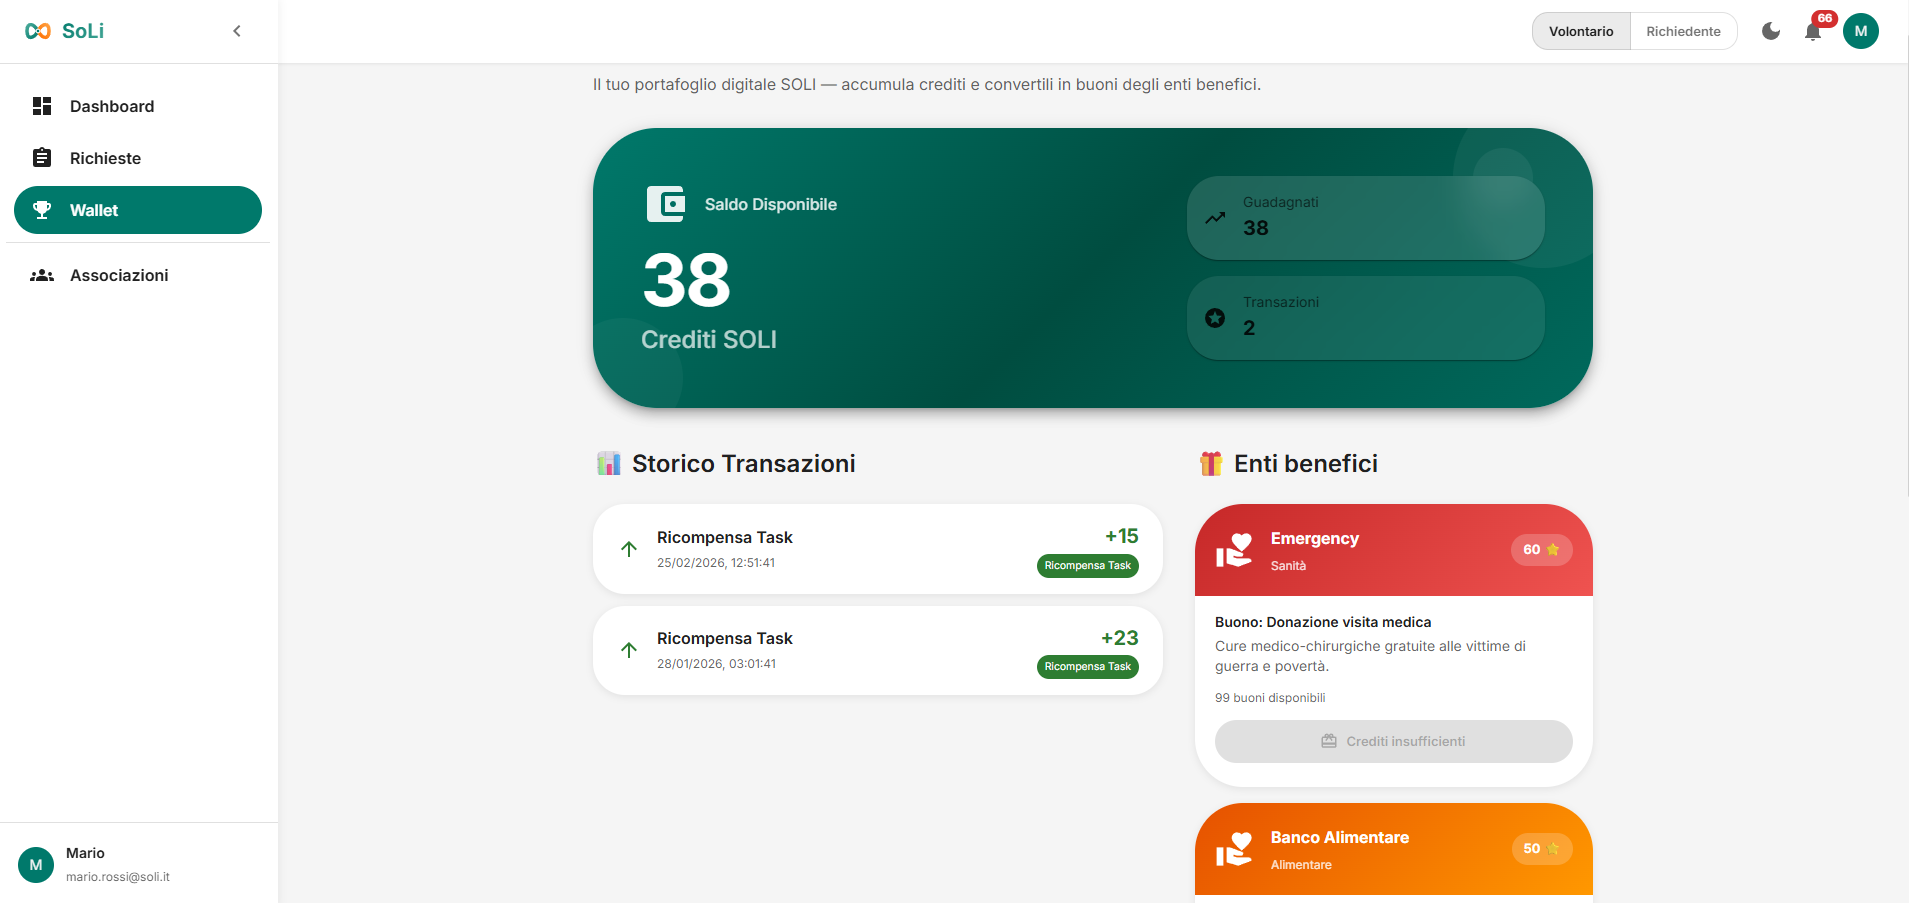 SoLi
Volontario
Richiedente
66
M
Dashboard
Richieste
Wallet
Associazioni
Il tuo portafoglio digitale SOLI — accumula crediti e convertili in buoni degli enti benefici.
Saldo Disponibile
38
Crediti SOLI
Guadagnati
38
Transazioni
2
Storico Transazioni
Ricompensa Task
25/02/2026, 12:51:41
+15
Ricompensa Task
Ricompensa Task
28/01/2026, 03:01:41
+23
Ricompensa Task
Enti benefici
Emergency
Sanità
60
Buono: Donazione visita medica
Cure medico-chirurgiche gratuite alle vittime di
guerra e povertà.
99 buoni disponibili
Crediti insufficienti
Banco Alimentare
Alimentare
50
M
Mario
mario.rossi@soli.it